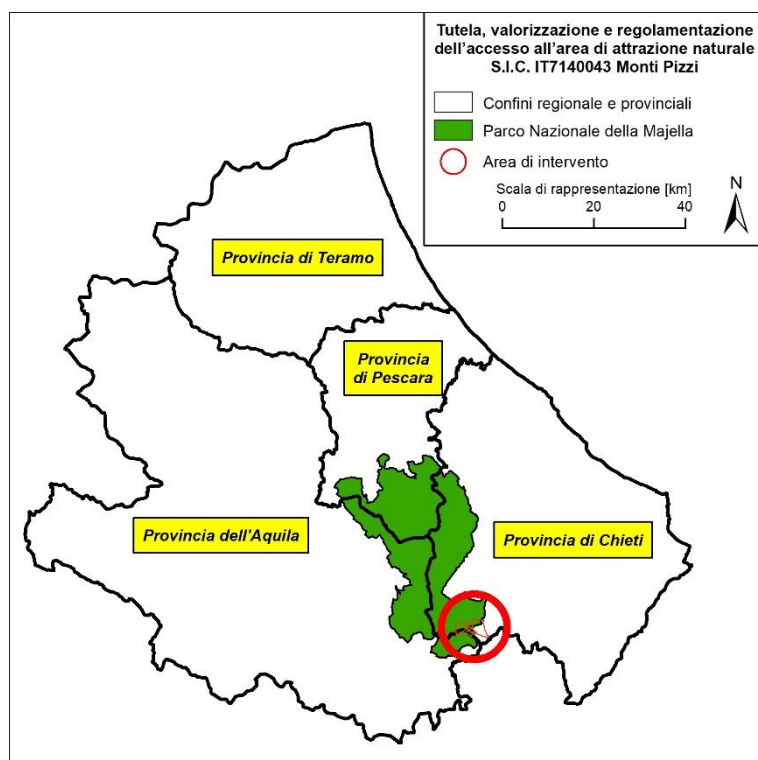 Tutela, valorizzazione e regolamentazione
dell'accesso all'area di attrazione naturale
S.I.C. IT7140043 Monti Pizzi
Confini regionale e provinciali
Parco Nazionale della Majella
Area di intervento
Scala di rappresentazione [km]
0 20 40
N
Provincia di Teramo
Provincia
di Pescara
Provincia dell'Aquila
Provincia di Chieti